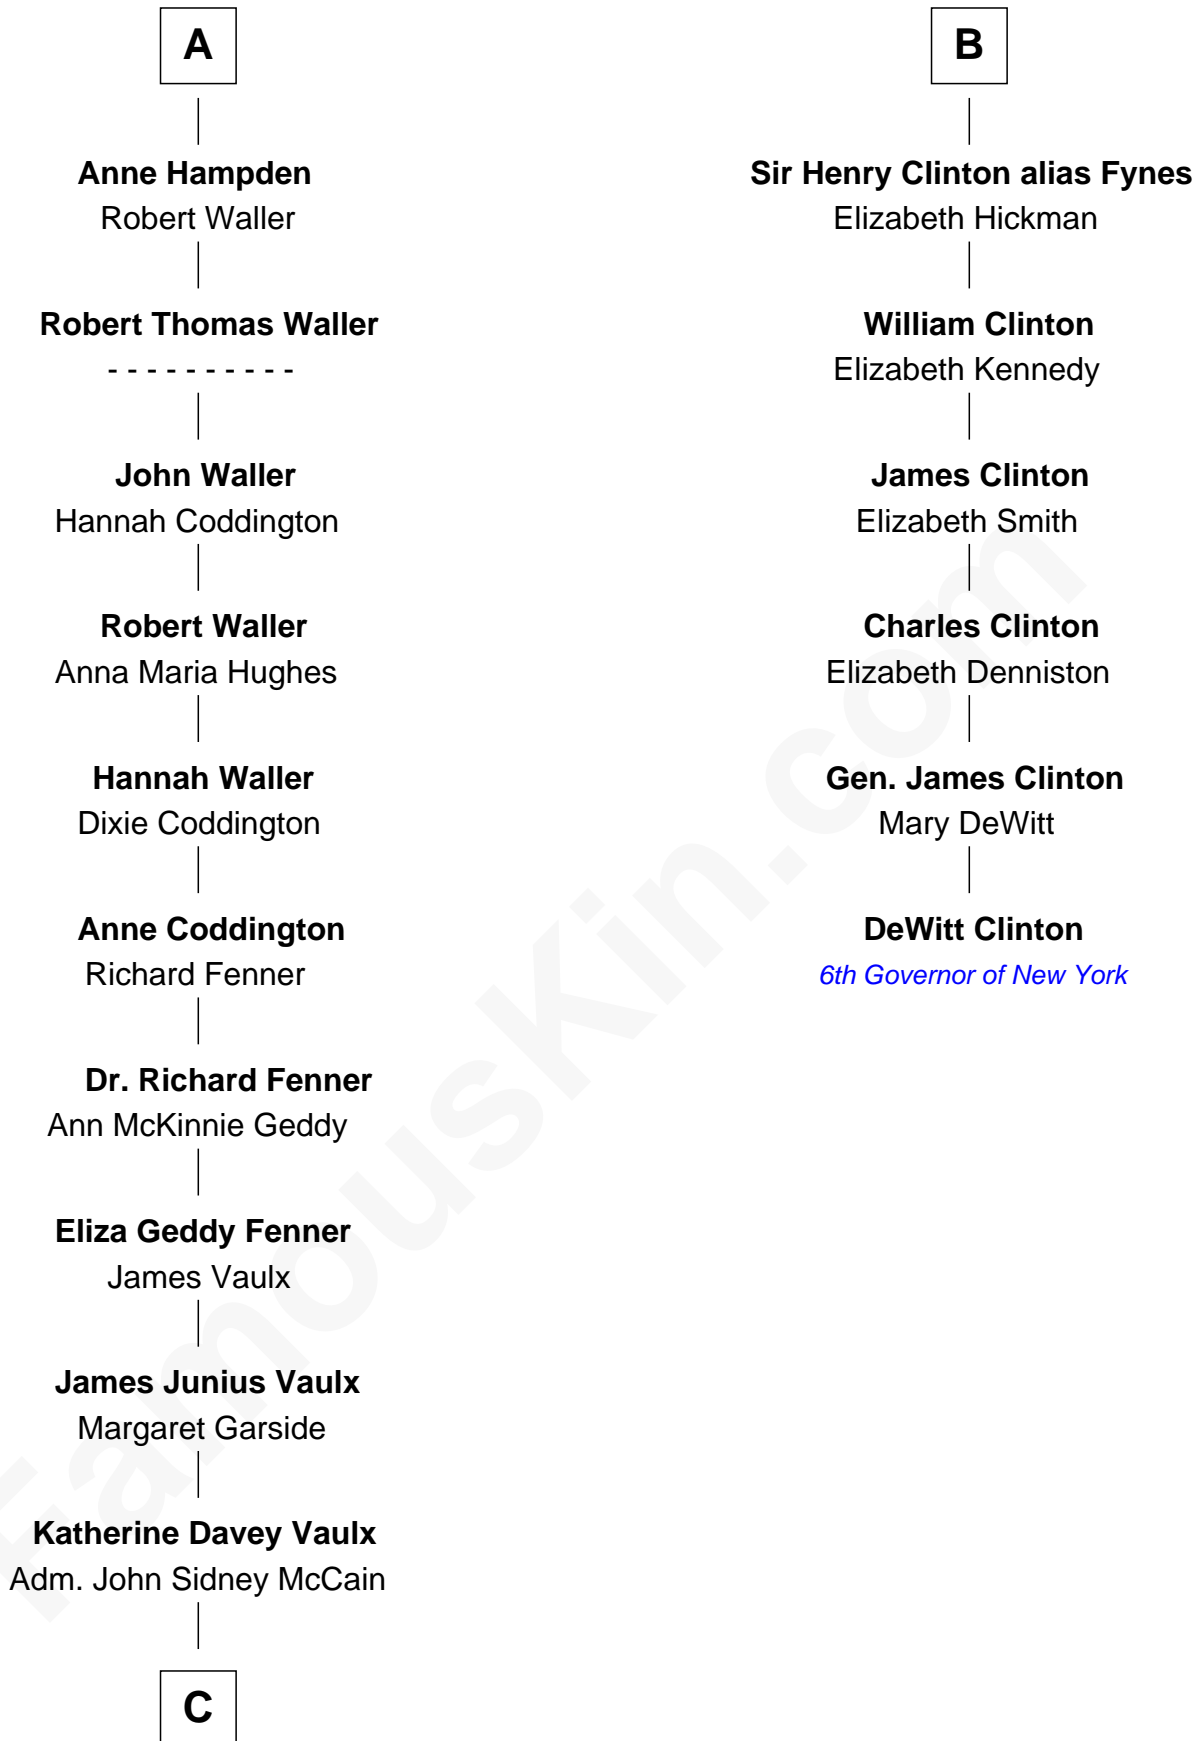 A
Anne Hampden
Robert Waller
Robert Thomas Waller
- - - - - - - - - -
John Waller
Hannah Coddington
Robert Waller
Anna Maria Hughes
Hannah Waller
Dixie Coddington
Anne Coddington
Richard Fenner
Dr. Richard Fenner
Ann McKinnie Geddy
Eliza Geddy Fenner
James Vaulx
James Junius Vaulx
Margaret Garside
Katherine Davey Vaulx
Adm. John Sidney McCain
C
B
Sir Henry Clinton alias Fynes
Elizabeth Hickman
William Clinton
Elizabeth Kennedy
James Clinton
Elizabeth Smith
Charles Clinton
Elizabeth Denniston
Gen. James Clinton
Mary DeWitt
DeWitt Clinton
6th Governor of New York
FamousKin.com